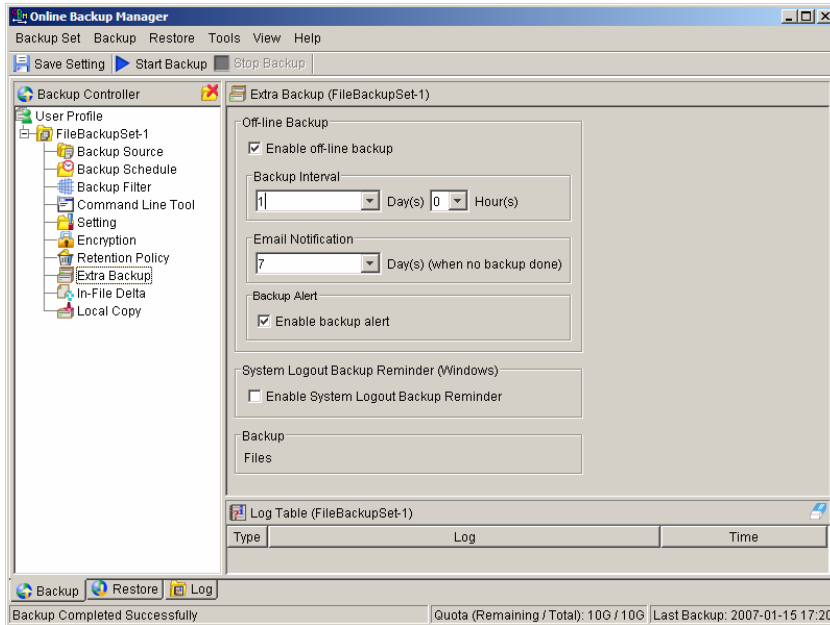 Online Backup Manager
Backup Set Backup Restore Tools View Help
Save Setting Start Backup Stop Backup
Backup Controller
User Profile
FileBackupSet-1
Backup Source
Backup Schedule
Backup Filter
Command Line Tool
Setting
Encryption
Retention Policy
Extra Backup
In-File Delta
Local Copy
Extra Backup (FileBackupSet-1)
Off-line Backup
Enable off-line backup
Backup Interval
1 Day(s) 0 Hour(s)
Email Notification
7 Day(s) (when no backup done)
Backup Alert
Enable backup alert
System Logout Backup Reminder (Windows)
Enable System Logout Backup Reminder
Backup
Files
Log Table (FileBackupSet-1)
Type Log Time
Backup Restore Log
Backup Completed Successfully Quota (Remaining / Total): 10G / 10G Last Backup: 2007-01-15 17:20